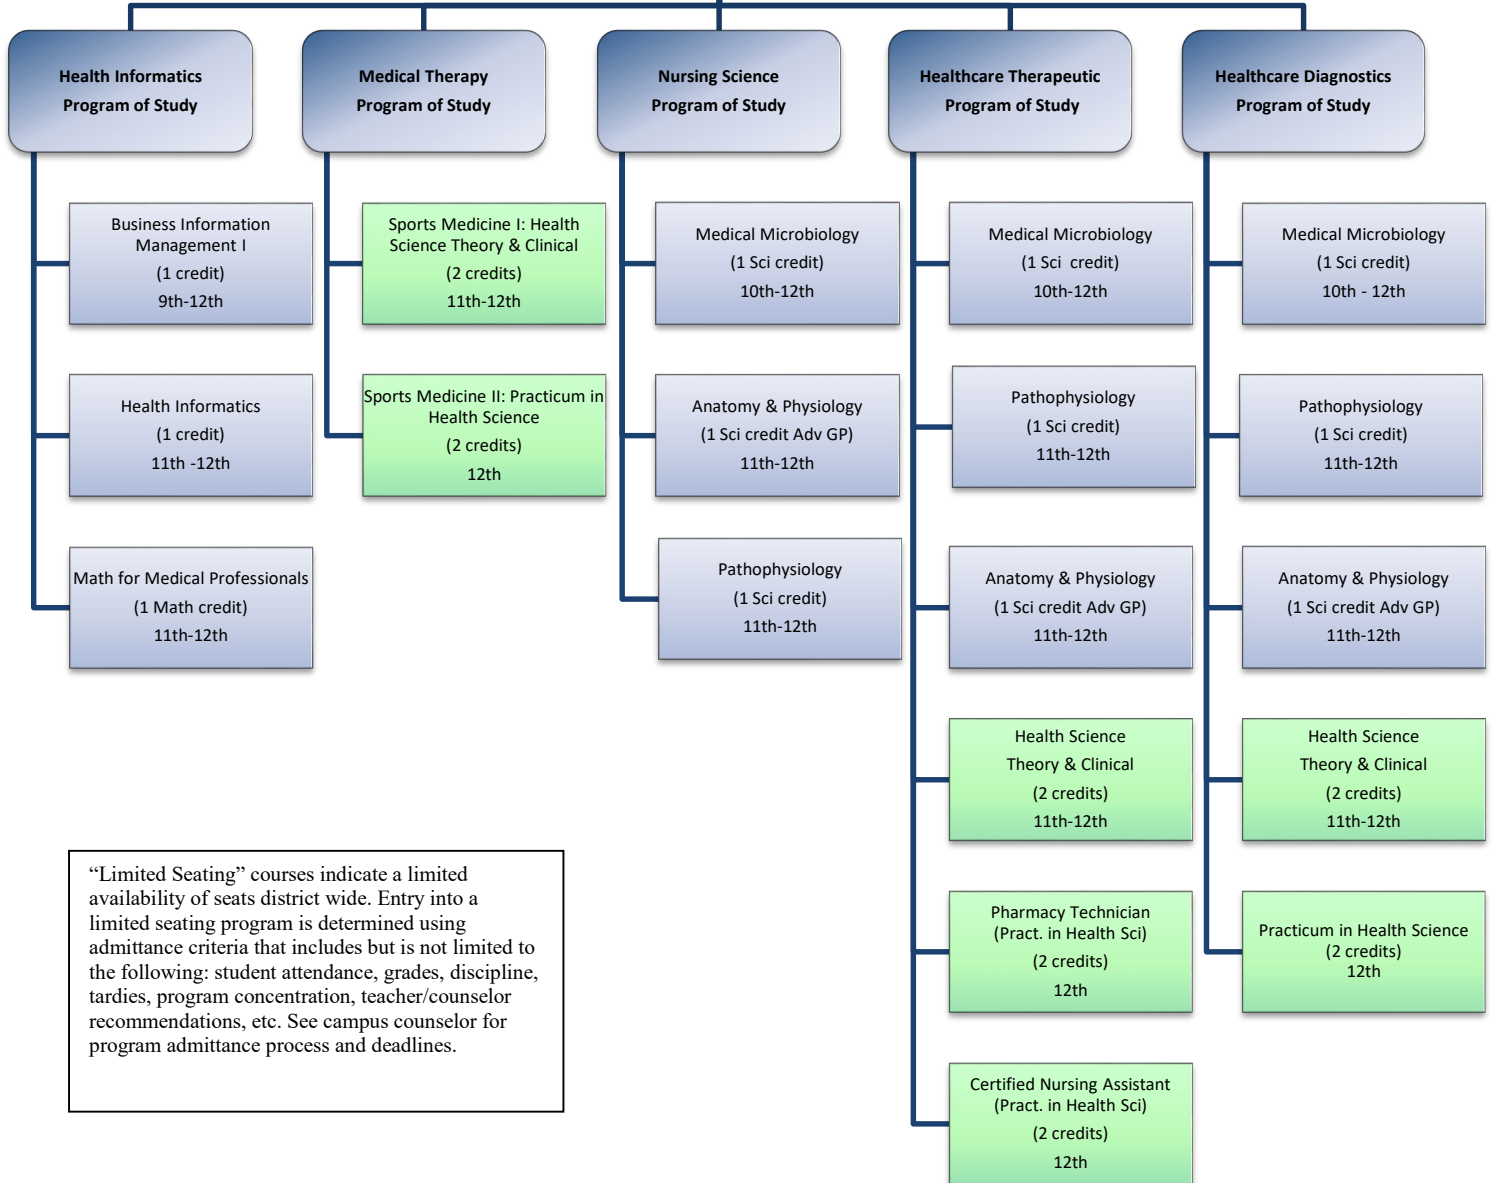 Health Informatics
Program of Study
Medical Therapy
Program of Study
Nursing Science
Program of Study
Healthcare Therapeutic
Program of Study
Healthcare Diagnostics
Program of Study
Business Information
Management I
(1 credit)
9th-12th
Health Informatics
(1 credit)
11th -12th
Math for Medical Professionals
(1 Math credit)
11th-12th
Sports Medicine I: Health
Science Theory & Clinical
(2 credits)
11th-12th
Sports Medicine II: Practicum in
Health Science
(2 credits)
12th
Medical Microbiology
(1 Sci credit)
10th-12th
Anatomy & Physiology
(1 Sci credit Adv GP)
11th-12th
Pathophysiology
(1 Sci credit)
11th-12th
Medical Microbiology
(1 Sci  credit)
10th-12th
Pathophysiology
(1 Sci credit)
11th-12th
Anatomy & Physiology
(1 Sci credit Adv GP)
11th-12th
Health Science
Theory & Clinical
(2 credits)
11th-12th
Pharmacy Technician
(Pract. in Health Sci)
(2 credits)
12th
Certified Nursing Assistant
(Pract. in Health Sci)
(2 credits)
12th
Medical Microbiology
(1 Sci credit)
10th - 12th
Pathophysiology
(1 Sci credit)
11th-12th
Anatomy & Physiology
(1 Sci credit Adv GP)
11th-12th
Health Science
Theory & Clinical
(2 credits)
11th-12th
Practicum in Health Science
(2 credits)
12th
“Limited Seating” courses indicate a limited
availability of seats district wide. Entry into a
limited seating program is determined using
admittance criteria that includes but is not limited to
the following: student attendance, grades, discipline,
tardies, program concentration, teacher/counselor
recommendations, etc. See campus counselor for
program admittance process and deadlines.